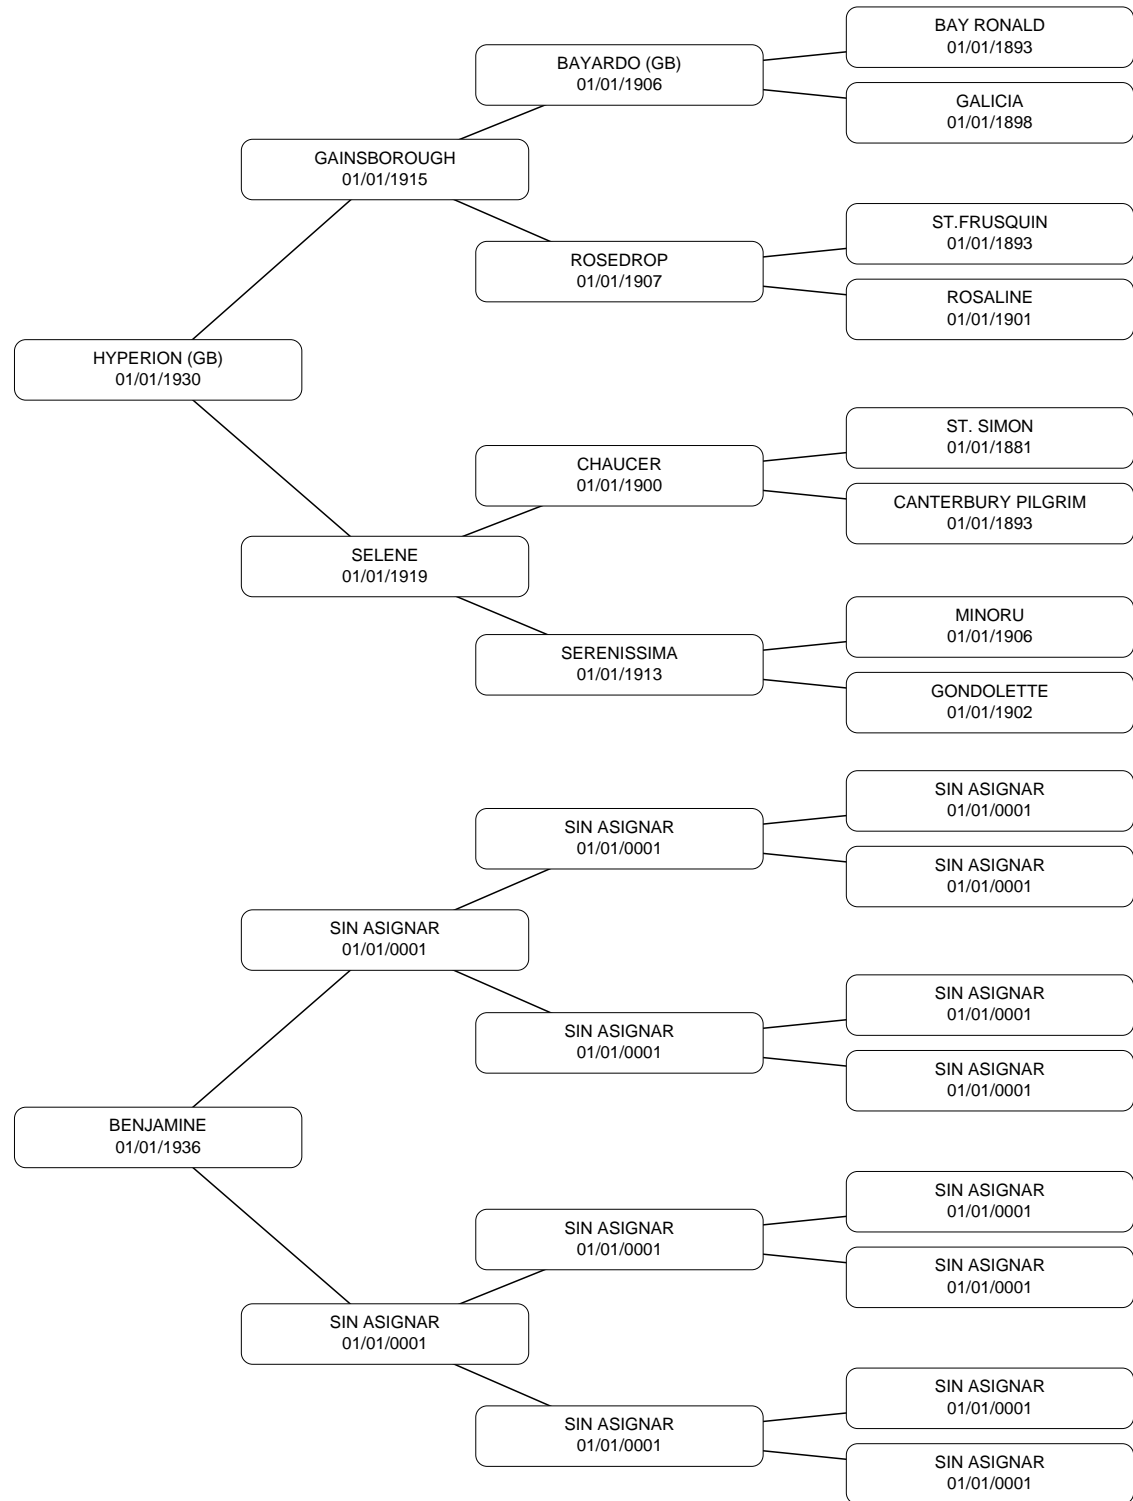 BAY RONALD
01/01/1893
BAYARDO (GB)
01/01/1906
GALICIA
01/01/1898
GAINSBOROUGH
01/01/1915
ST.FRUSQUIN
01/01/1893
ROSEDROP
01/01/1907
ROSALINE
01/01/1901
HYPERION (GB)
01/01/1930
ST. SIMON
01/01/1881
CHAUCER
01/01/1900
CANTERBURY PILGRIM
01/01/1893
SELENE
01/01/1919
MINORU
01/01/1906
SERENISSIMA
01/01/1913
GONDOLETTE
01/01/1902
SIN ASIGNAR
01/01/0001
SIN ASIGNAR
01/01/0001
SIN ASIGNAR
01/01/0001
SIN ASIGNAR
01/01/0001
SIN ASIGNAR
01/01/0001
SIN ASIGNAR
01/01/0001
SIN ASIGNAR
01/01/0001
BENJAMINE
01/01/1936
SIN ASIGNAR
01/01/0001
SIN ASIGNAR
01/01/0001
SIN ASIGNAR
01/01/0001
SIN ASIGNAR
01/01/0001
SIN ASIGNAR
01/01/0001
SIN ASIGNAR
01/01/0001
SIN ASIGNAR
01/01/0001